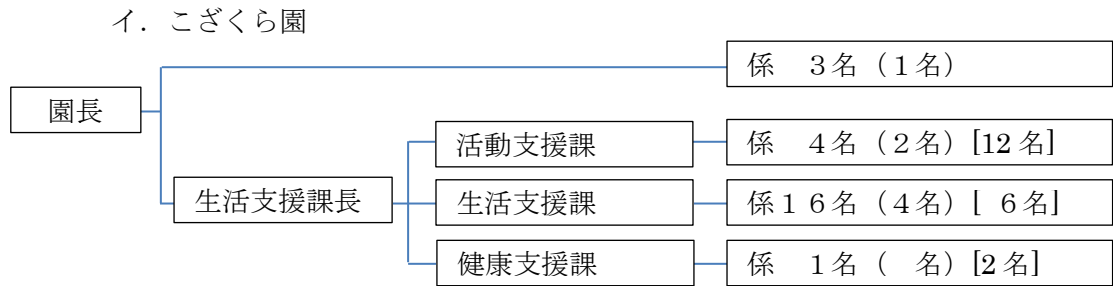 イ．こざくら園
係　３名（１名）
園長
活動支援課
係　４名（２名）[12 名]
生活支援課長
生活支援課
係１６名（４名）[ ６名]
健康支援課
係　１名（　名）[2 名]